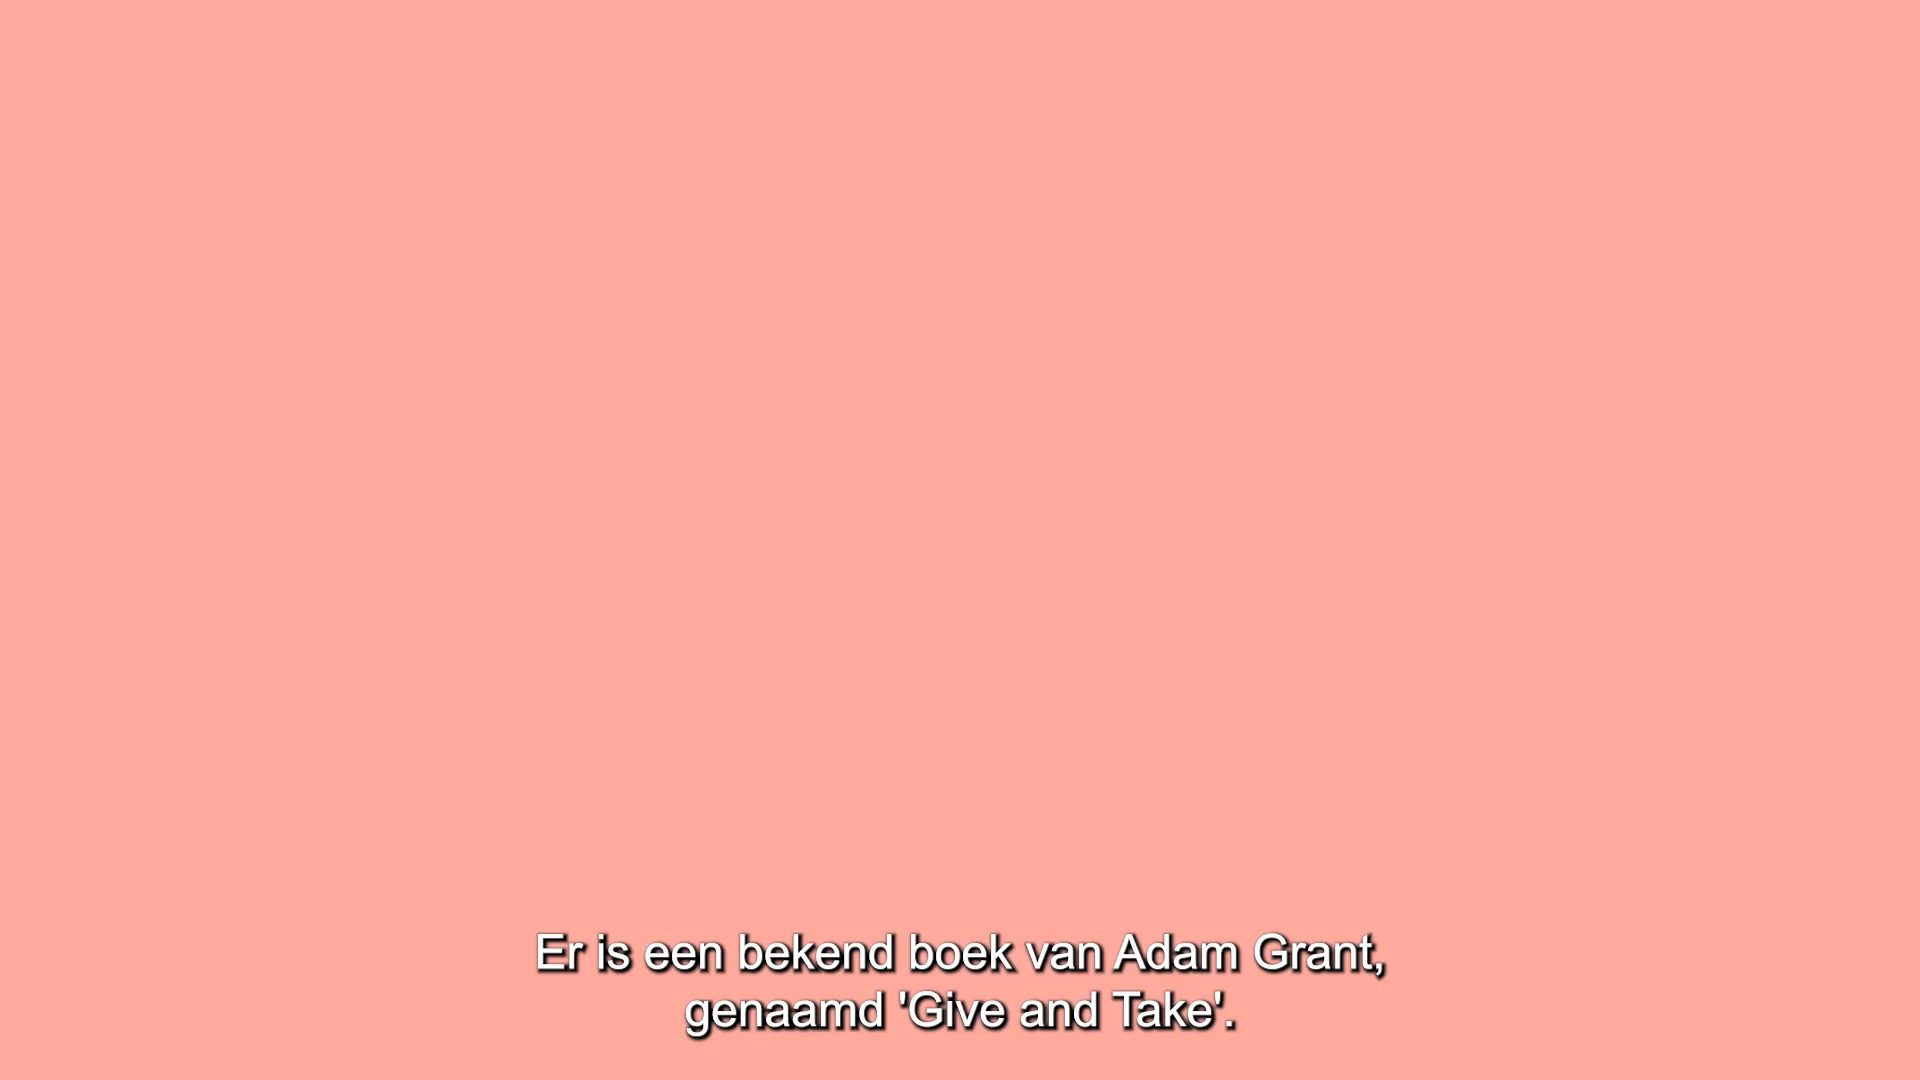 Er is een bekend boek van Adam Grant,
genaamd 'Give and Take'.